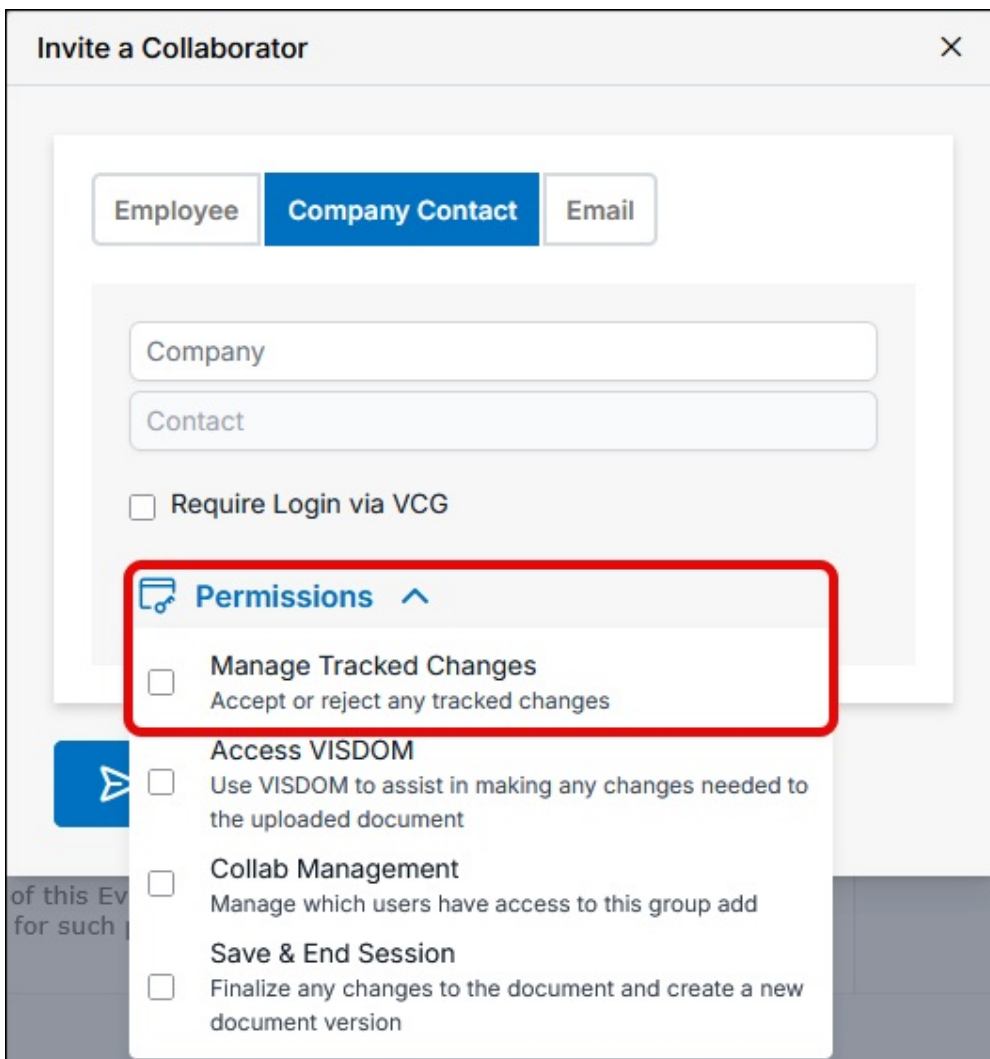 Invite a Collaborator
Employee
Company Contact
Email
Company
Contact
Require Login via VCG
Permissions
Manage Tracked Changes
Accept or reject any tracked changes
Access VISDOM
Use VISDOM to assist in making any changes needed to
the uploaded document
Collab Management
Manage which users have access to this group add
Save & End Session
Finalize any changes to the document and create a new
document version
of this Ev
for such